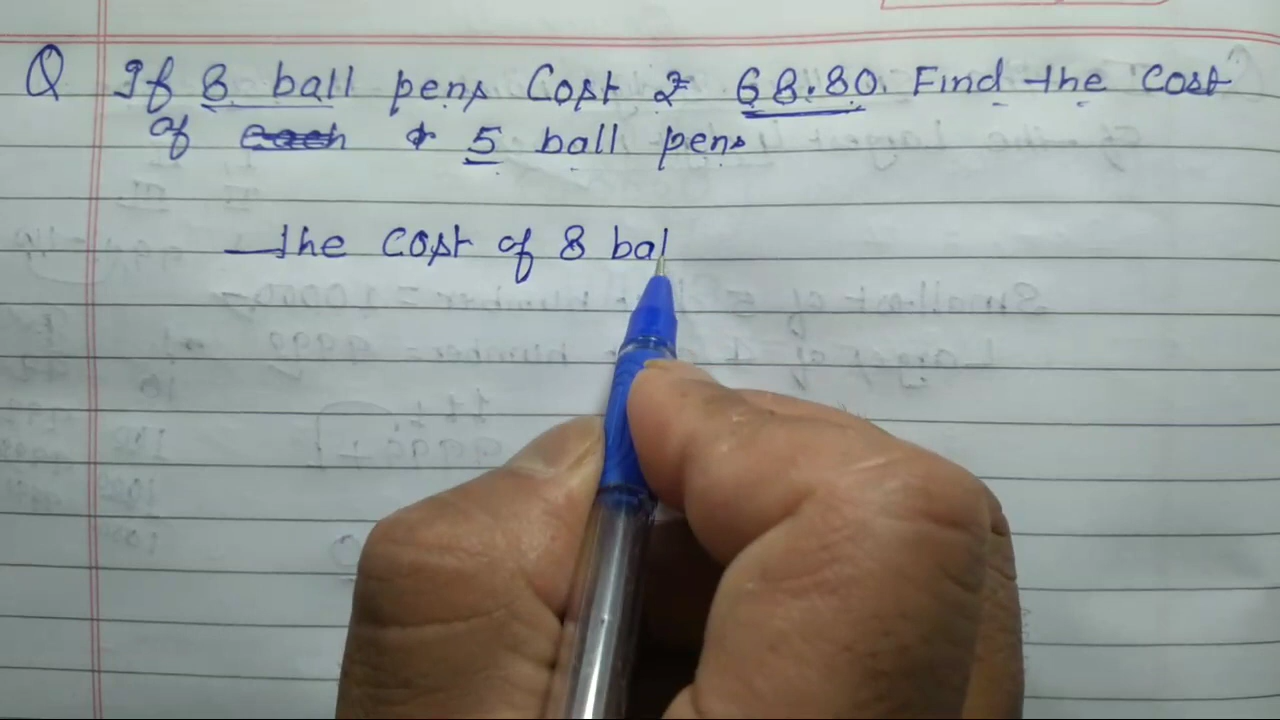 Q If 8 ball pens Cost ₹ 68.80. Find the Cost
of 5 ball pens
the cost of 8 bal